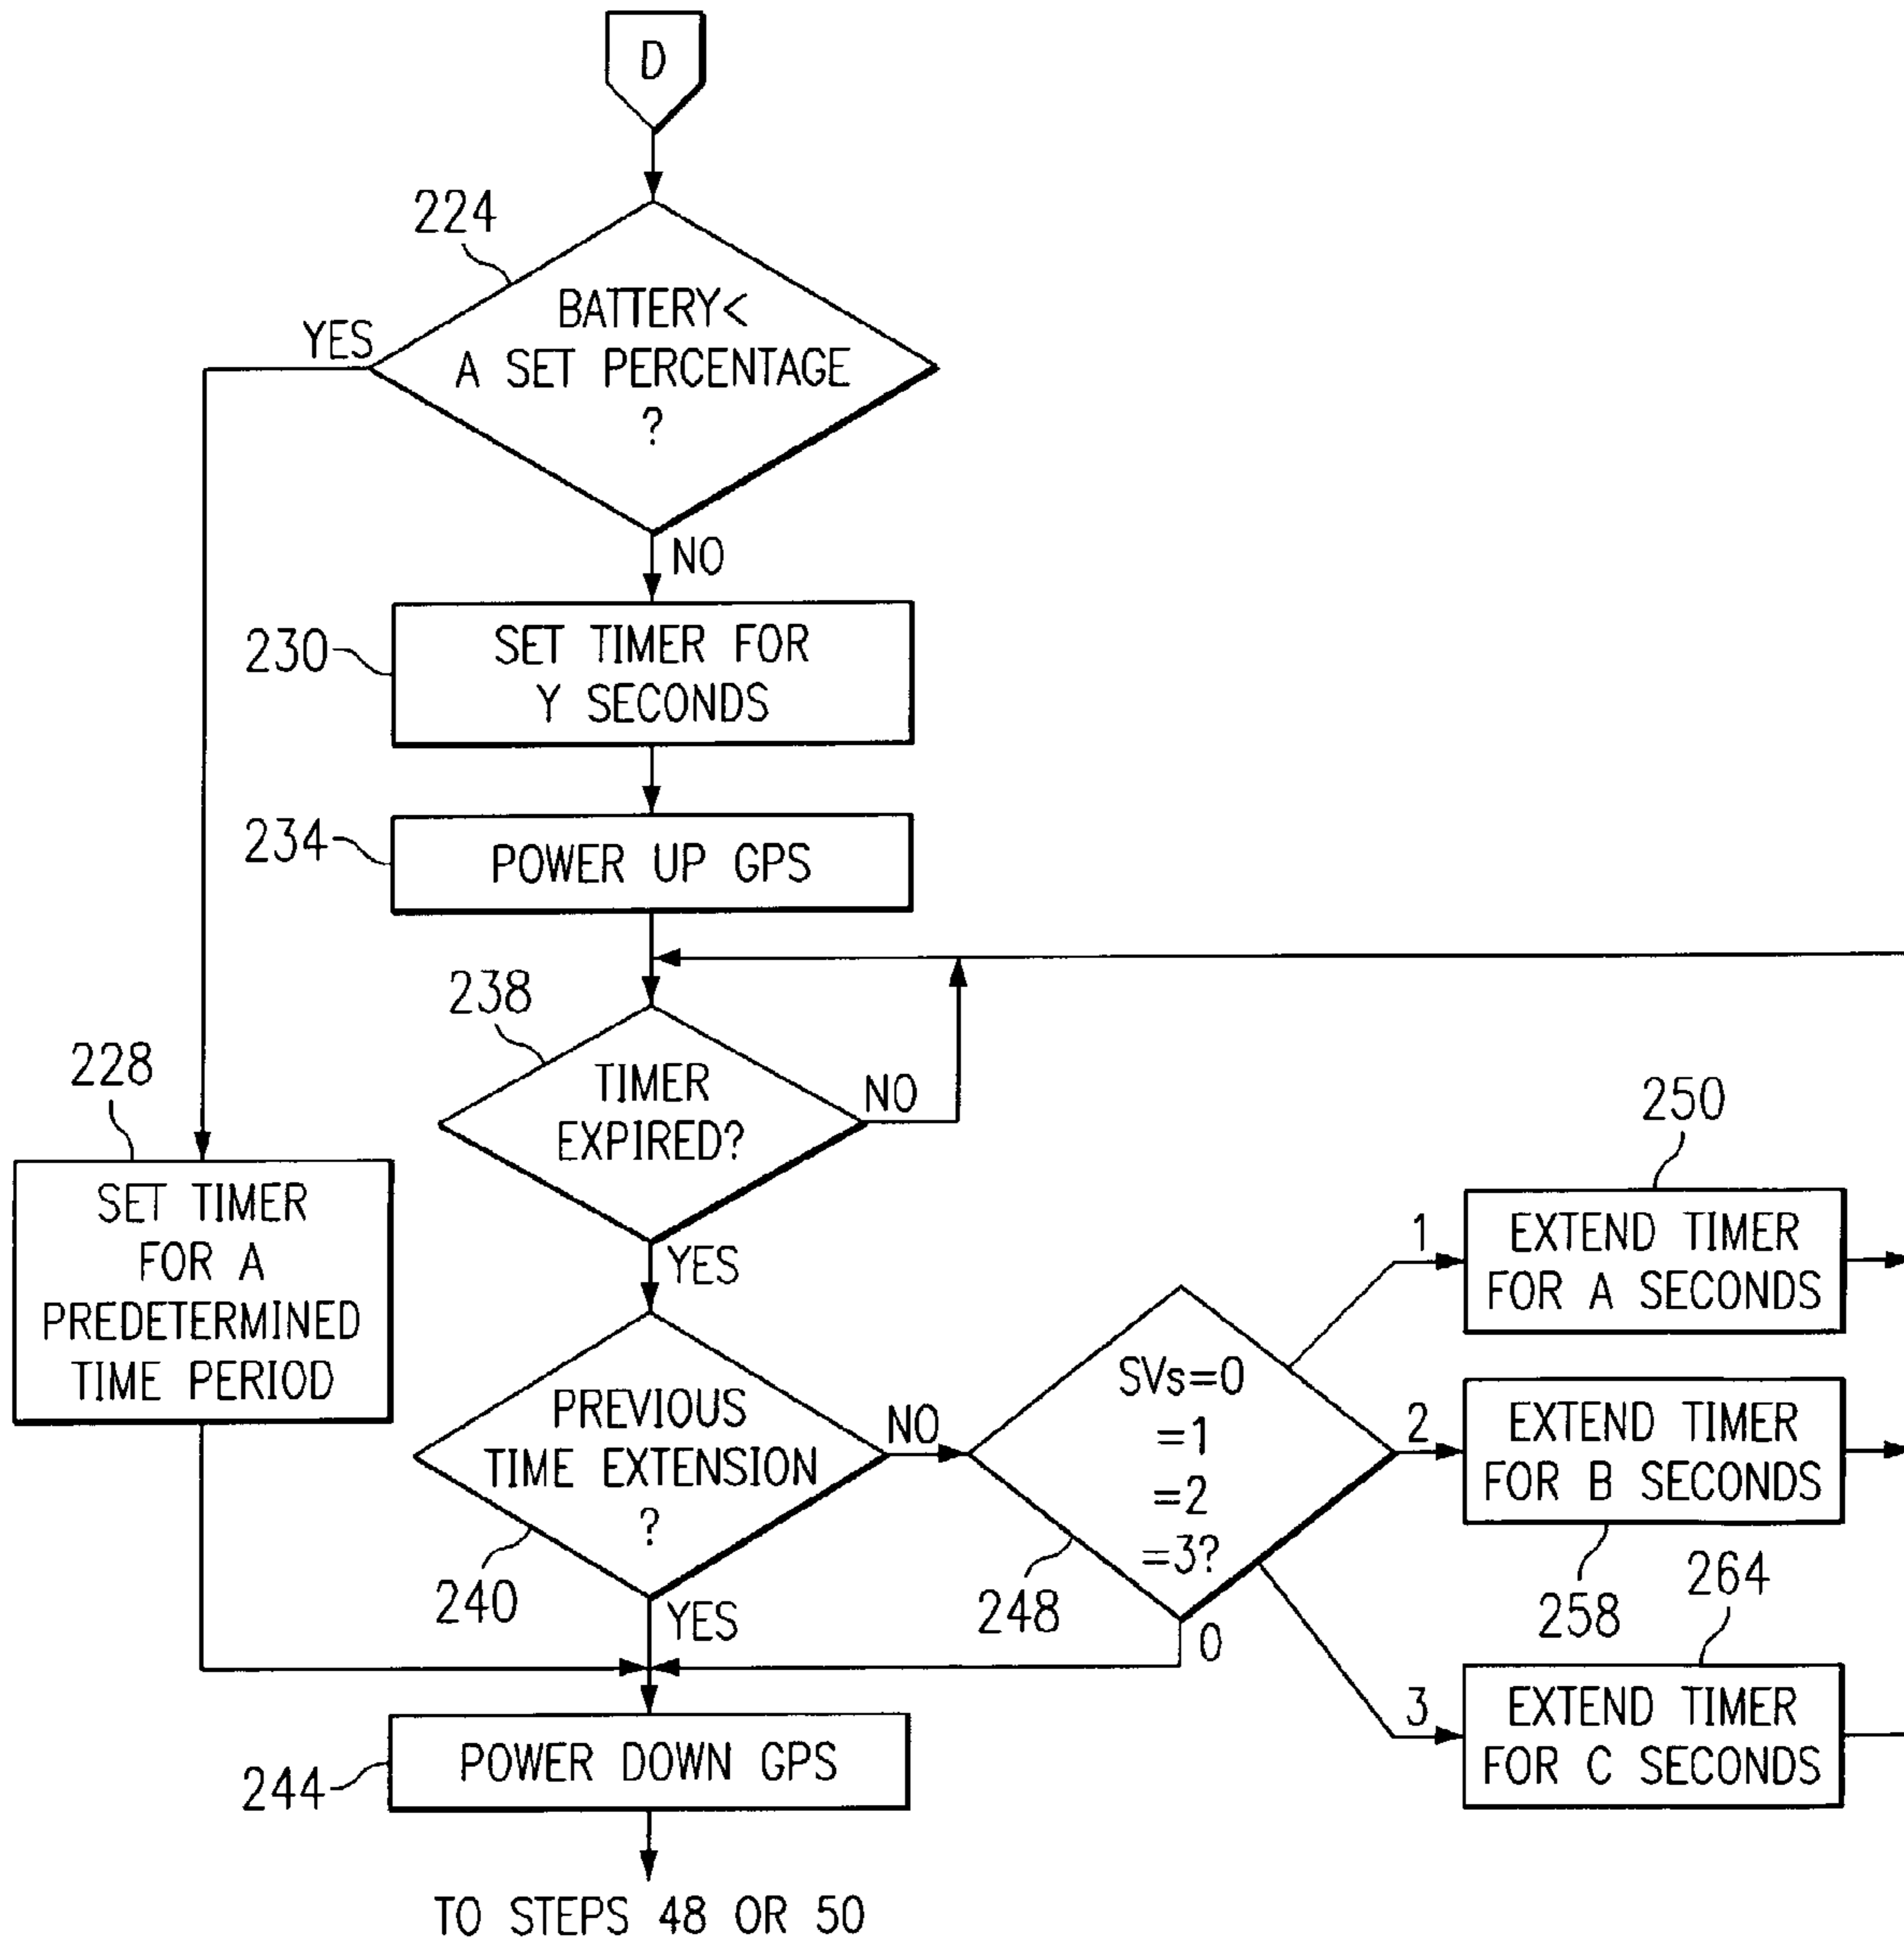 D
224
BATTERY<
A SET PERCENTAGE
?
YES
NO
230
SET TIMER FOR
Y SECONDS
234
POWER UP GPS
238
TIMER
EXPIRED?
NO
YES
228
SET TIMER
FOR A
PREDETERMINED
TIME PERIOD
PREVIOUS
TIME EXTENSION
?
240
NO
YES
SVs=0
=1
=2
=3?
248
0
1
250
EXTEND TIMER
FOR A SECONDS
2
EXTEND TIMER
FOR B SECONDS
258
264
3
EXTEND TIMER
FOR C SECONDS
244
POWER DOWN GPS
TO STEPS 48 OR 50